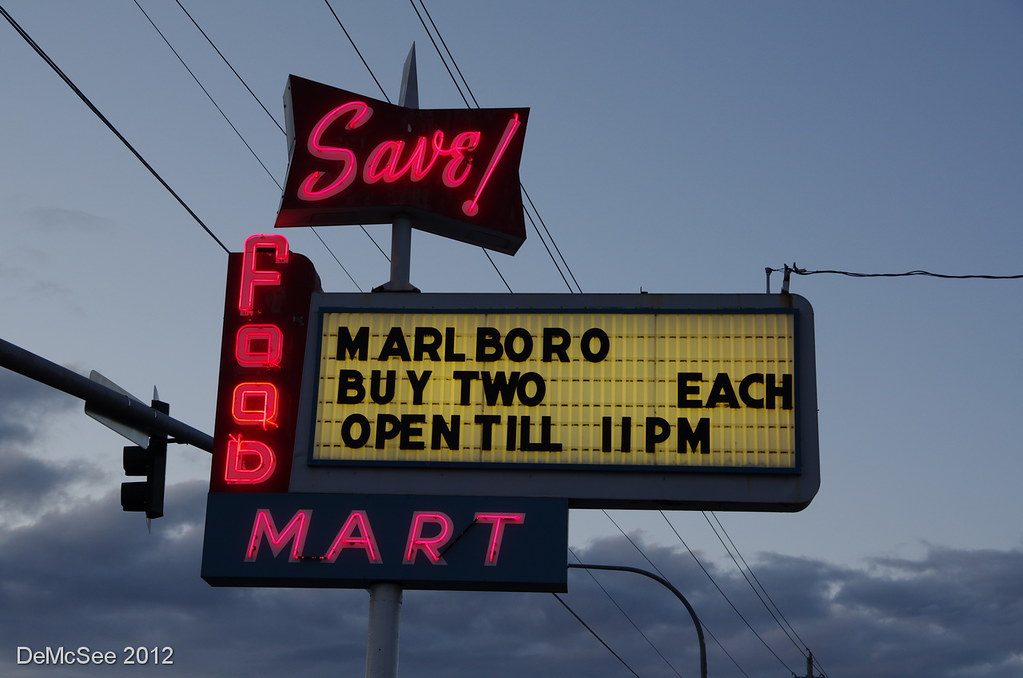 Save!
FOOD
MART
MARLBORO
BUY TWO EACH
OPEN TILL 11PM
DeMcSee 2012